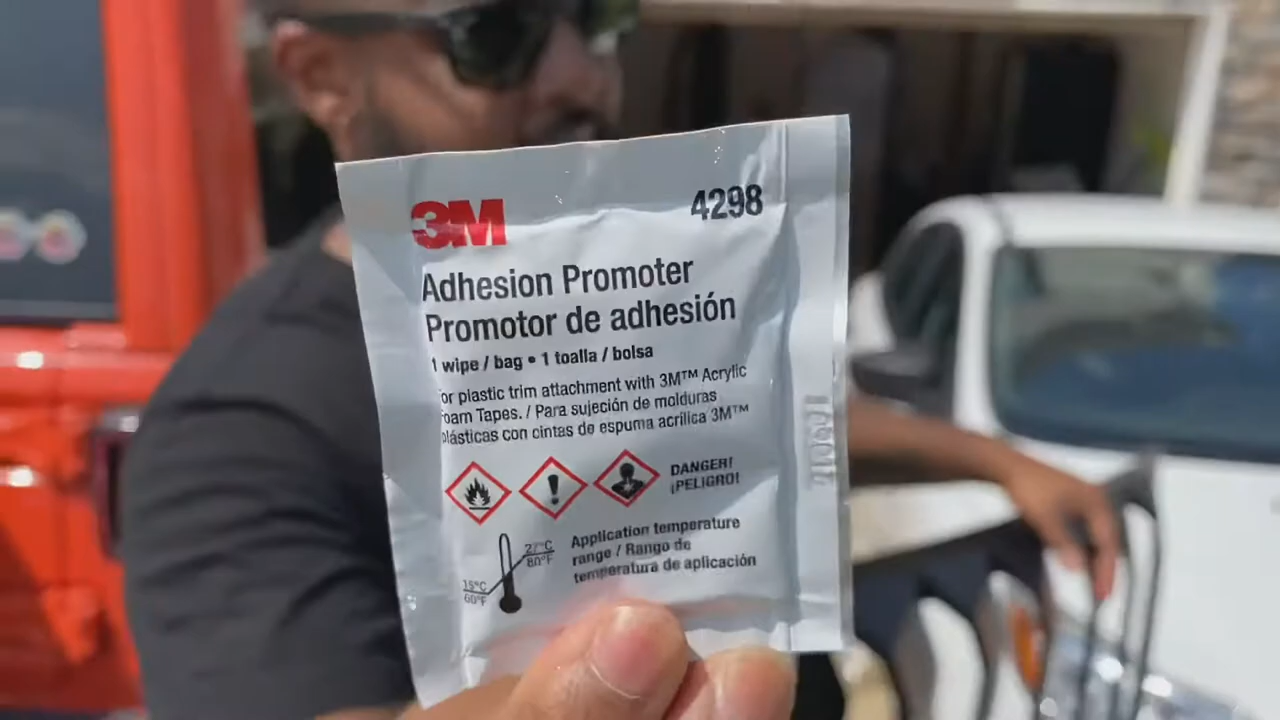 3M
4298
Adhesion Promoter
Promotor de adhesión
1 wipe / bag • 1 toalla / bolsa
or plastic trim attachment with 3M™ Acrylic
oam Tapes. / Para sujeción de molduras
plásticas con cintas de espuma acrílica 3M™
DANGER!
¡PELIGRO!
27°C
80°F
15°C
60°F
Application temperature
range / Rango de
temperatura de aplicación